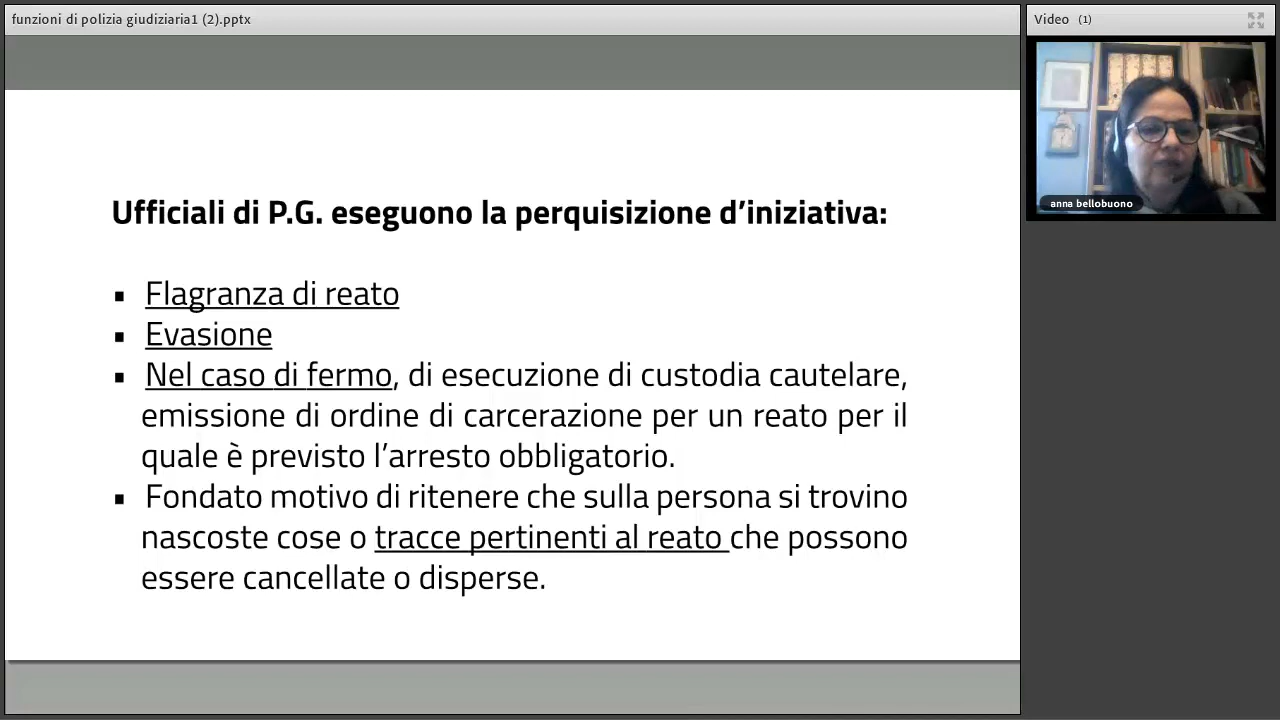 funzioni di polizia giudiziaria1 (2).pptx
Video (1)
anna bellobuono
Ufficiali di P.G. eseguono la perquisizione d’iniziativa:
▪ Flagranza di reato
▪ Evasione
▪ Nel caso di fermo, di esecuzione di custodia cautelare,
emissione di ordine di carcerazione per un reato per il
quale è previsto l’arresto obbligatorio.
▪ Fondato motivo di ritenere che sulla persona si trovino
nascoste cose o tracce pertinenti al reato che possono
essere cancellate o disperse.